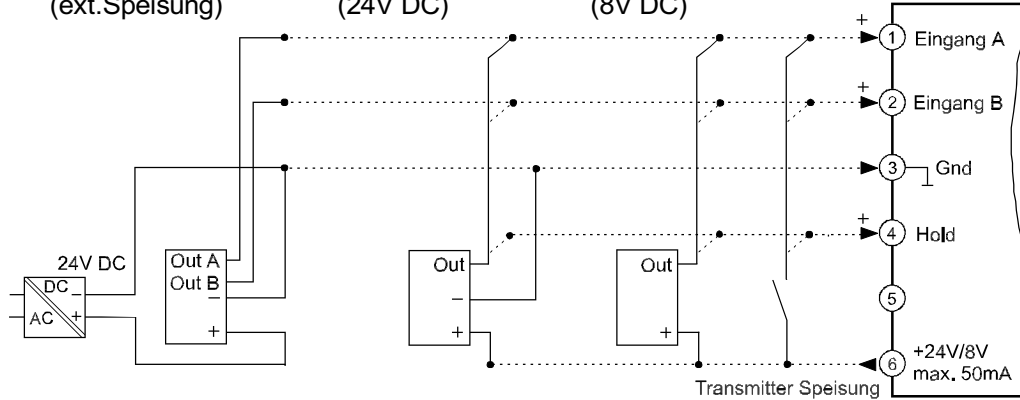 (ext.Speisung) (24V DC) (8V DC)
+ 1 Eingang A
+ 2 Eingang B
3 Gnd
+ 4 Hold
5
6 +24V/8V
max. 50mA
Transmitter Speisung
24V DC
DC −
AC +
Out A
Out B
−
+
Out
−
+
Out
+